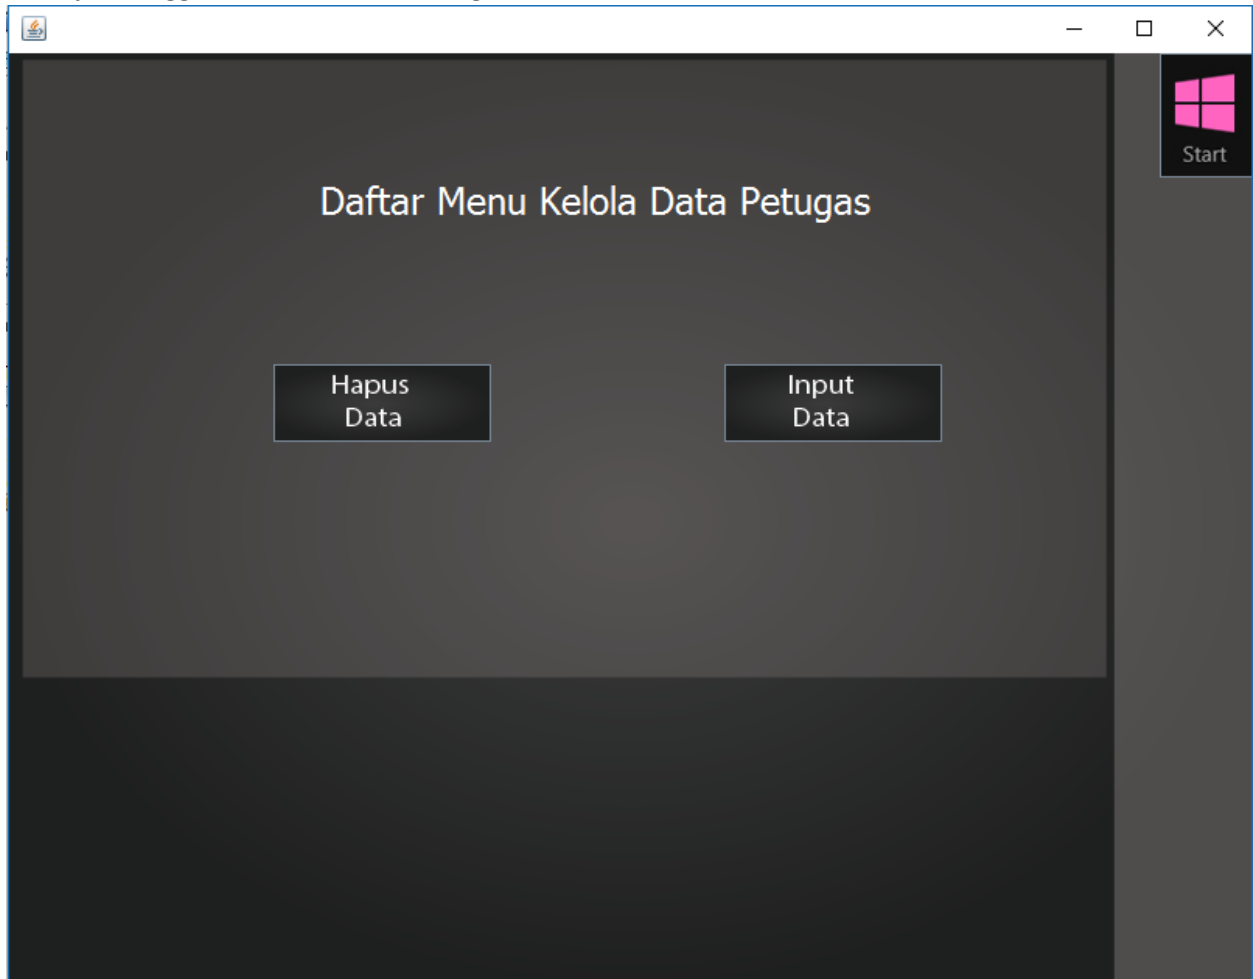 Start
Daftar Menu Kelola Data Petugas
Hapus
Data
Input
Data